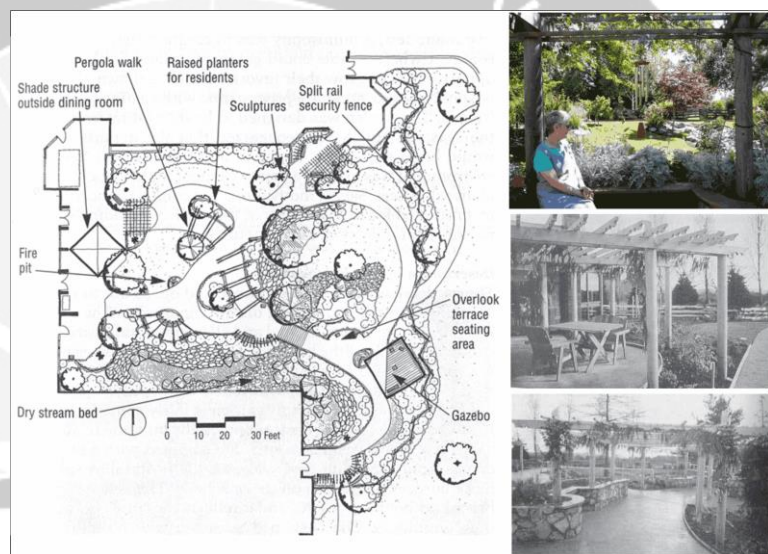 Pergola walk
Raised planters
for residents
Shade structure
outside dining room
Sculptures
Split rail
security fence
Fire
pit
Overlook
terrace
seating
area
Dry stream bed
Gazebo
0 10 20 30 Feet